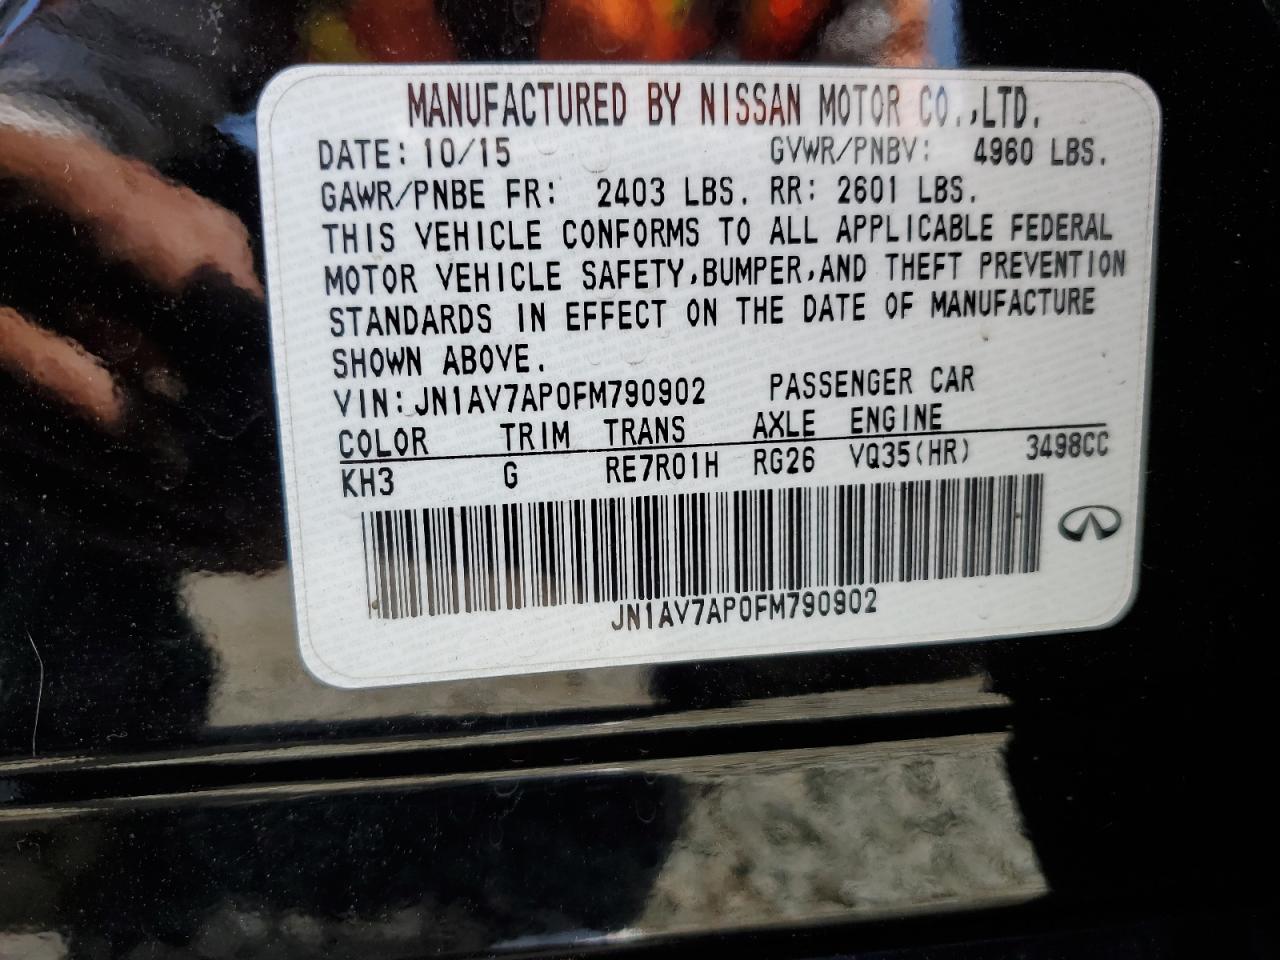 MANUFACTURED BY NISSAN MOTOR CO.,LTD.
DATE: 10/15 GVWR/PNBV: 4960 LBS.
GAWR/PNBE FR: 2403 LBS. RR: 2601 LBS.
THIS VEHICLE CONFORMS TO ALL APPLICABLE FEDERAL
MOTOR VEHICLE SAFETY,BUMPER,AND THEFT PREVENTION
STANDARDS IN EFFECT ON THE DATE OF MANUFACTURE
SHOWN ABOVE.
VIN:JN1AV7AP0FM790902 PASSENGER CAR
COLOR TRIM TRANS AXLE ENGINE
KH3 G RE7R01H RG26 VQ35(HR) 3498CC
JN1AV7AP0FM790902